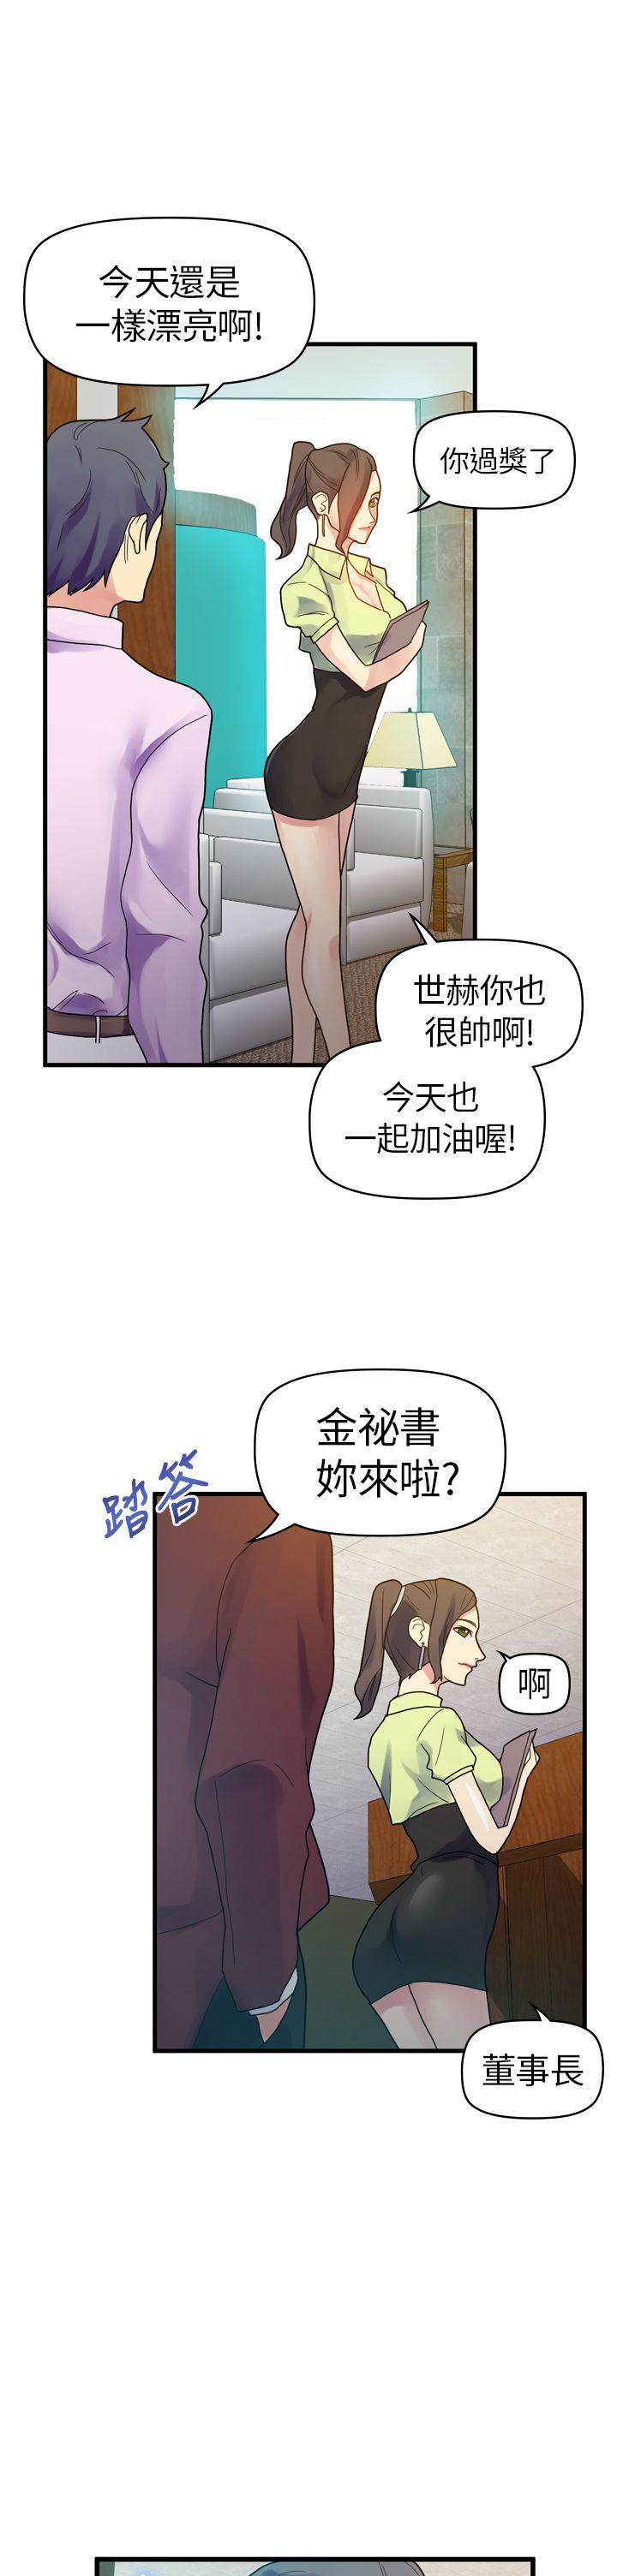 今天還是
一樣漂亮啊!
你過獎了
世赫你也
很帥啊!
今天也
一起加油喔!
金祕書
妳來啦?
踏答
啊
董事長